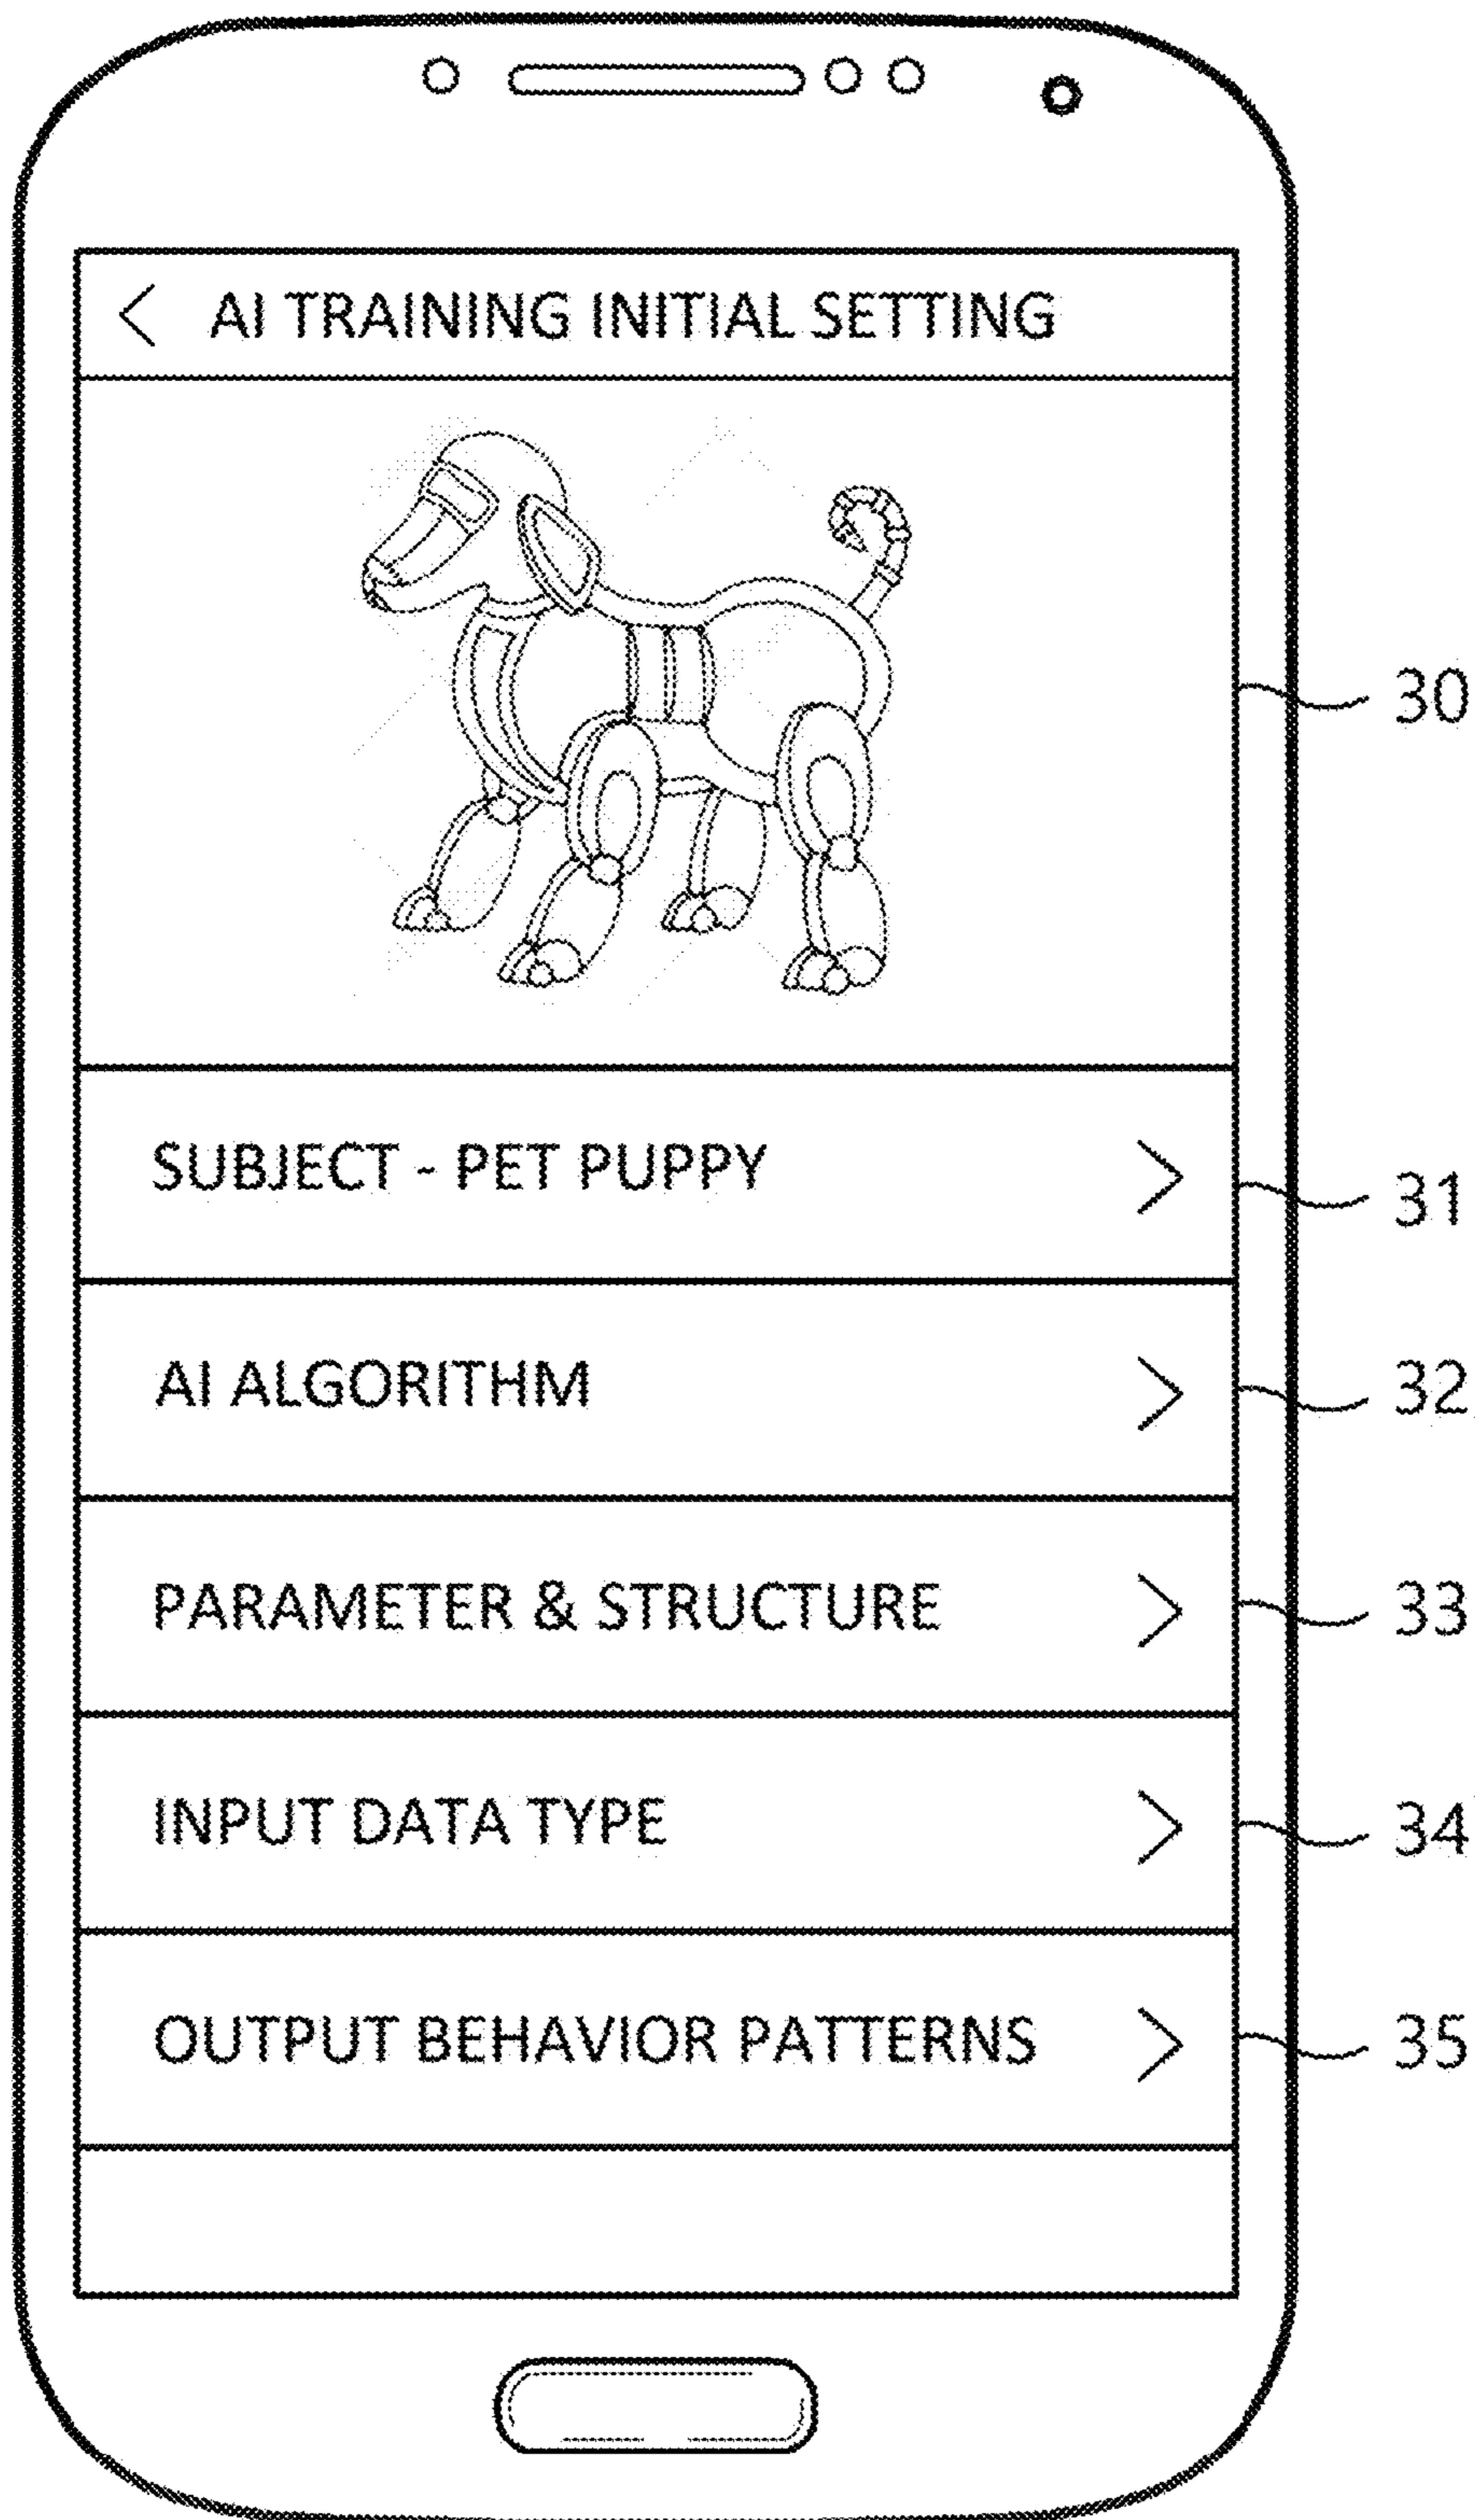 < AI TRAINING INITIAL SETTING
30
SUBJECT - PET PUPPY >
31
AI ALGORITHM >
32
PARAMETER & STRUCTURE >
33
INPUT DATA TYPE >
34
OUTPUT BEHAVIOR PATTERNS >
35